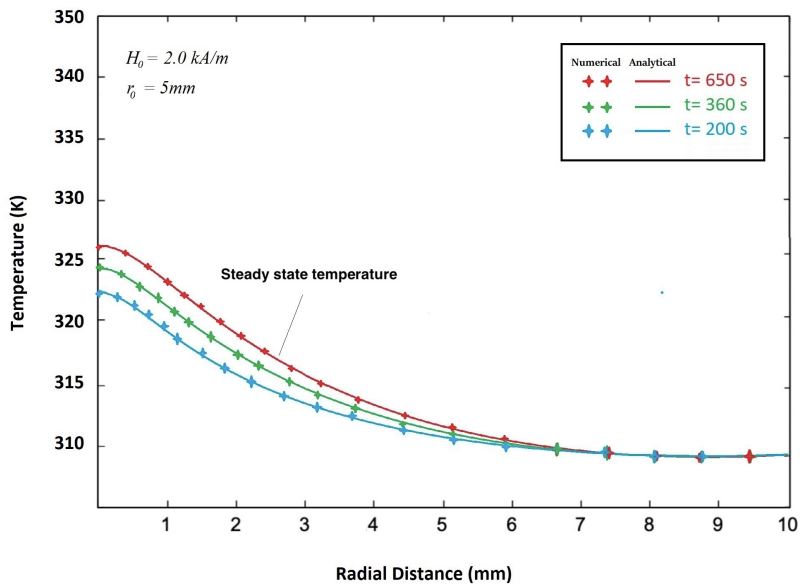 350
340
335
330
325
320
315
310
Temperature (K)
H₀ = 2.0 kA/m
r₀ = 5mm
Numerical Analytical
t= 650 s
t= 360 s
t= 200 s
Steady state temperature
1 2 3 4 5 6 7 8 9 10
Radial Distance (mm)